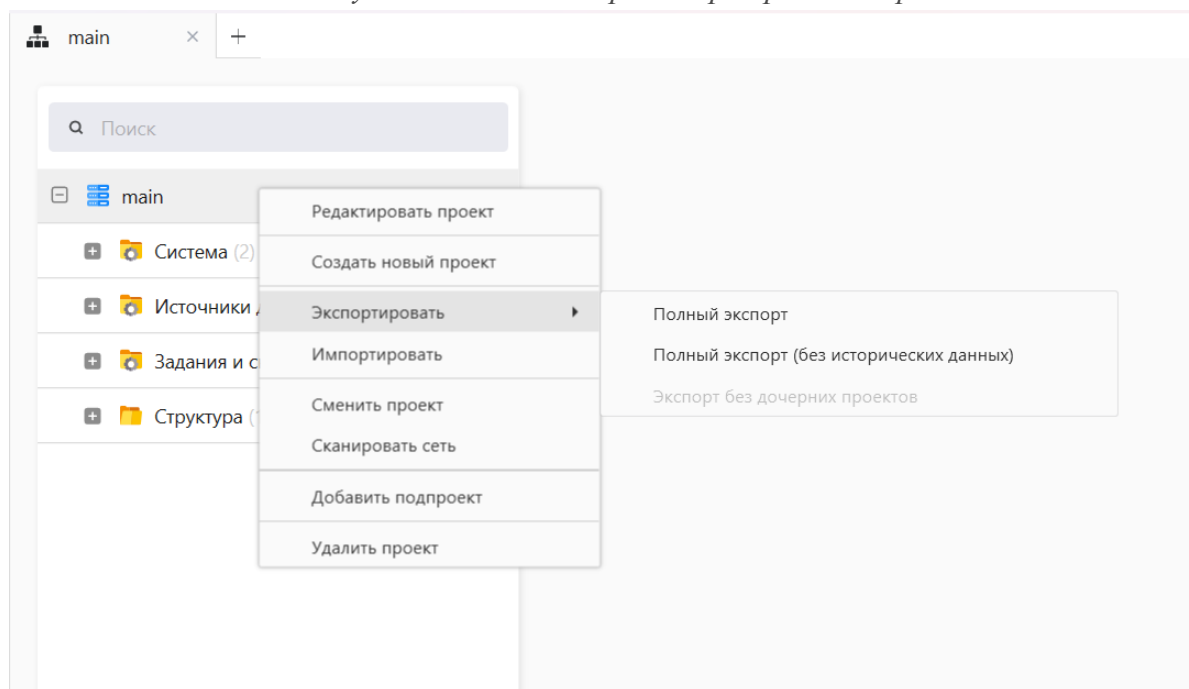 main
Поиск
main
Редактировать проект
Система (2)
Создать новый проект
Источники
Экспортировать
Полный экспорт
Импортировать
Полный экспорт (без исторических данных)
Задания и с
Экспорт без дочерних проектов
Сменить проект
Структура (
Сканировать сеть
Добавить подпроект
Удалить проект